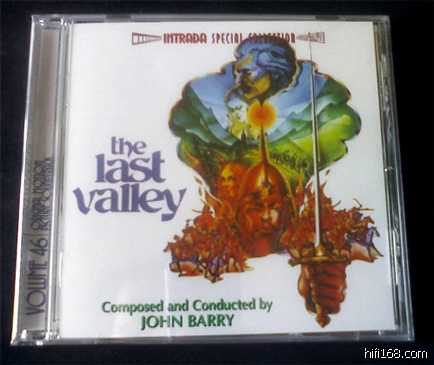 INTRADA SPECIAL COLLECTION
the
last
valley
Composed and Conducted by
JOHN BARRY
VOLUME 46
hifi168.com